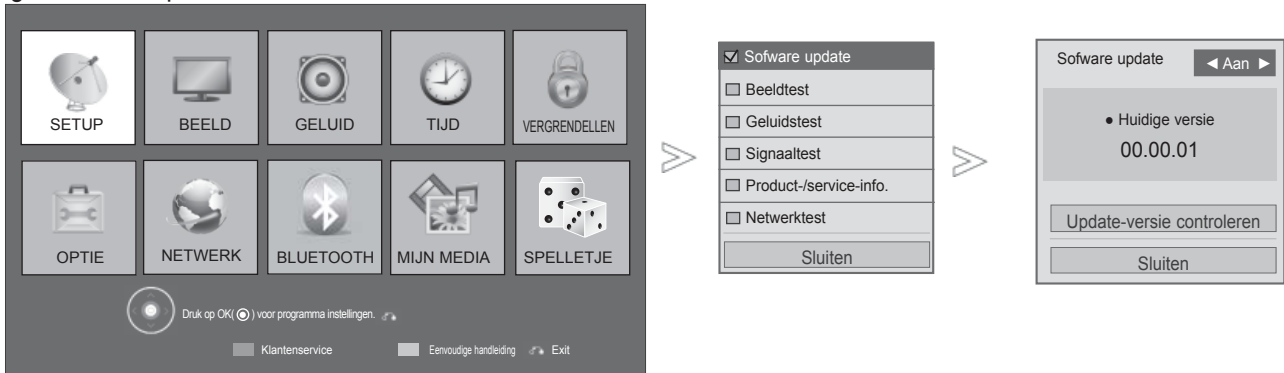 SETUP
BEELD
GELUID
TIJD
VERGRENDELLEN
OPTIE
NETWERK
BLUETOOTH
MIJN MEDIA
SPELLETJE
Druk op OK( ) voor programma instellingen.
Klantenservice
Eenvoudige handleiding
Exit
Sofware update
Beeldtest
Geluidstest
Signaaltest
Product-/service-info.
Netwerktest
Sluiten
Sofware update
◄ Aan ►
● Huidige versie
00.00.01
Update-versie controleren
Sluiten